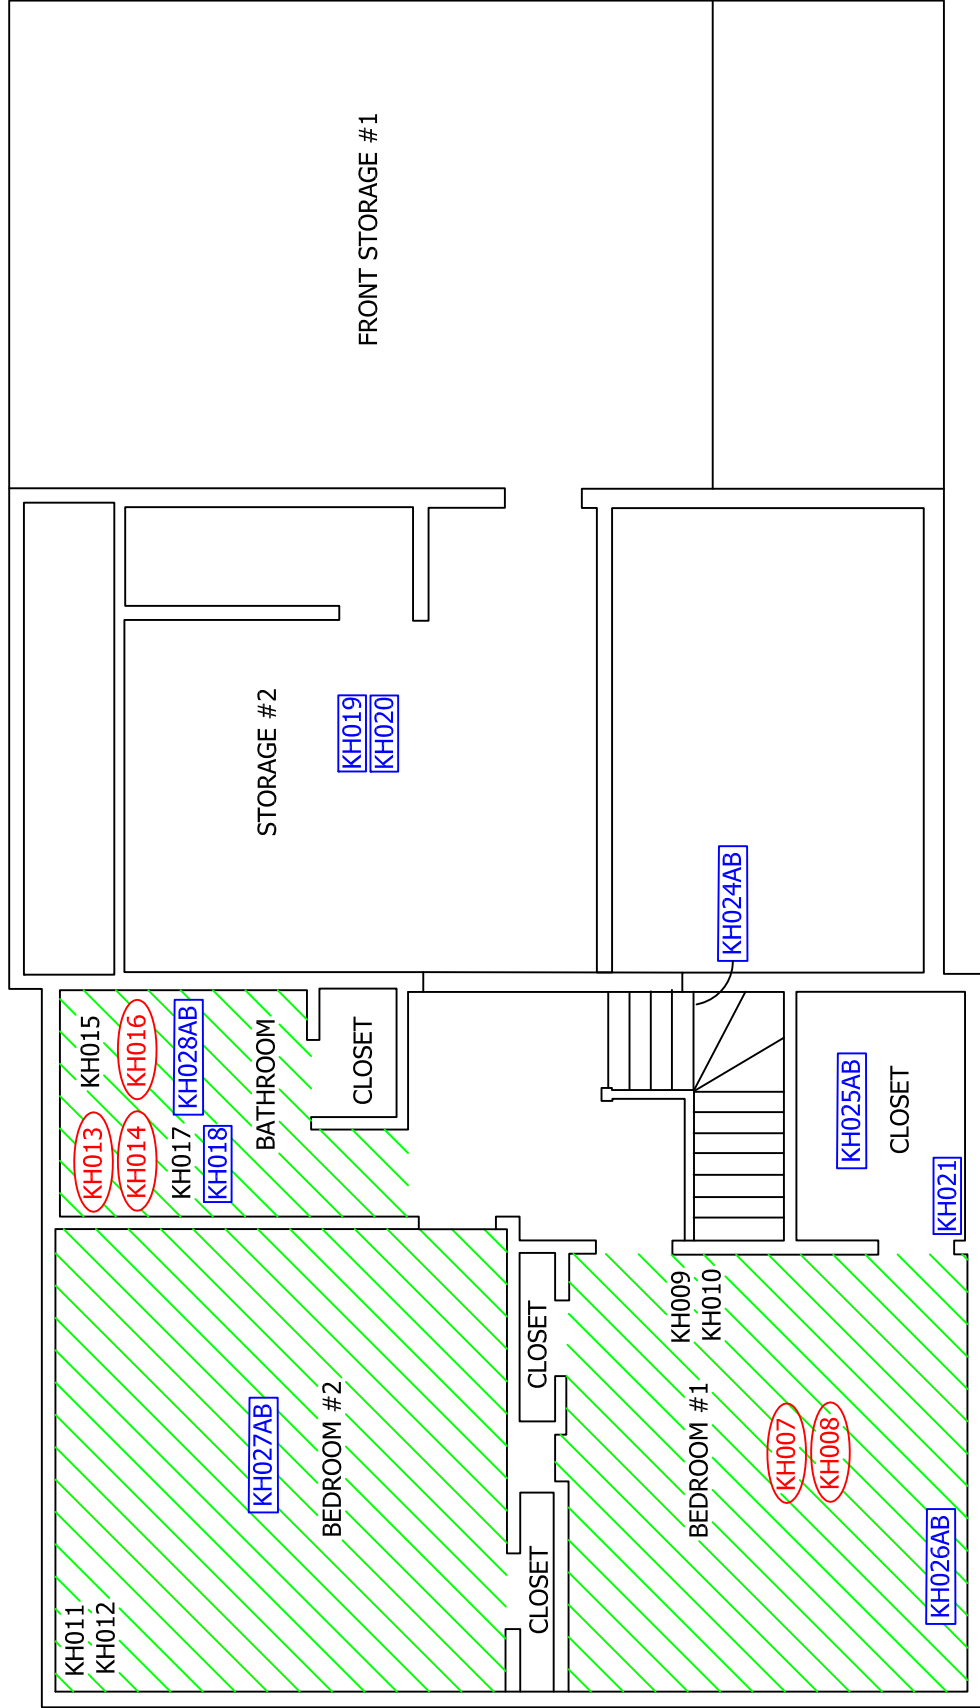 FRONT STORAGE #1
STORAGE #2
KH019
KH020
KH024AB
KH015
KH016
KH028AB
BATHROOM
CLOSET
KH013
KH014
KH017
KH018
KH025AB
CLOSET
KH021
KH009
KH010
CLOSET
KH027AB
BEDROOM #2
BEDROOM #1
KH007
KH008
KH011
KH012
CLOSET
KH026AB